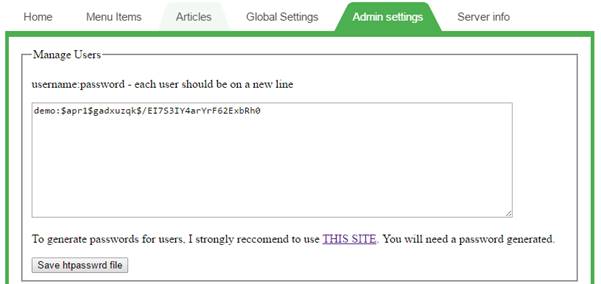 Home Menu Items Articles Global Settings Admin settings Server info
Manage Users
username:password - each user should be on a new line
demo:$apr1$gadxuzqk$/EI7S3IY4arYrF62ExbRh0
To generate passwords for users, I strongly reccomend to use THIS SITE. You will need a password generated.
Save htpasswrd file